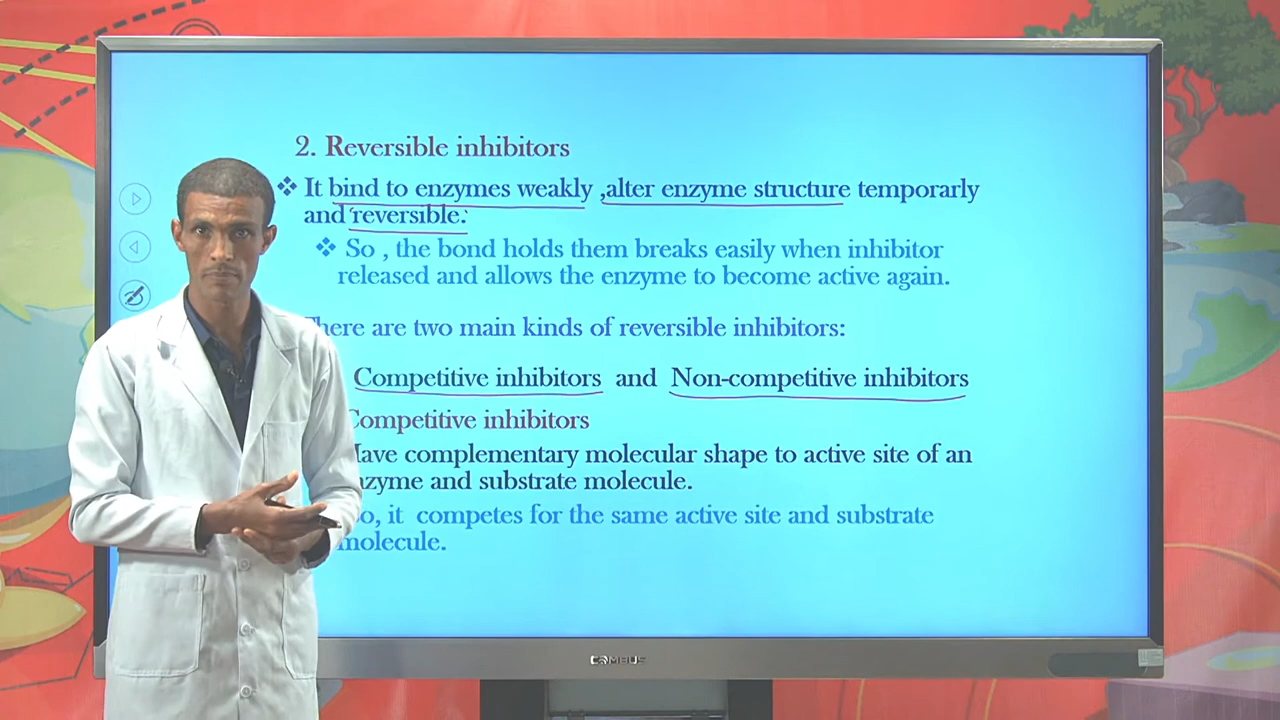 2. Reversible inhibitors
❖ It bind to enzymes weakly ,alter enzyme structure temporarly
and reversible.
❖ So , the bond holds them breaks easily when inhibitor
released and allows the enzyme to become active again.
here are two main kinds of reversible inhibitors:
Competitive inhibitors and Non-competitive inhibitors
Competitive inhibitors
ave complementary molecular shape to active site of an
nzyme and substrate molecule.
o, it competes for the same active site and substrate
molecule.